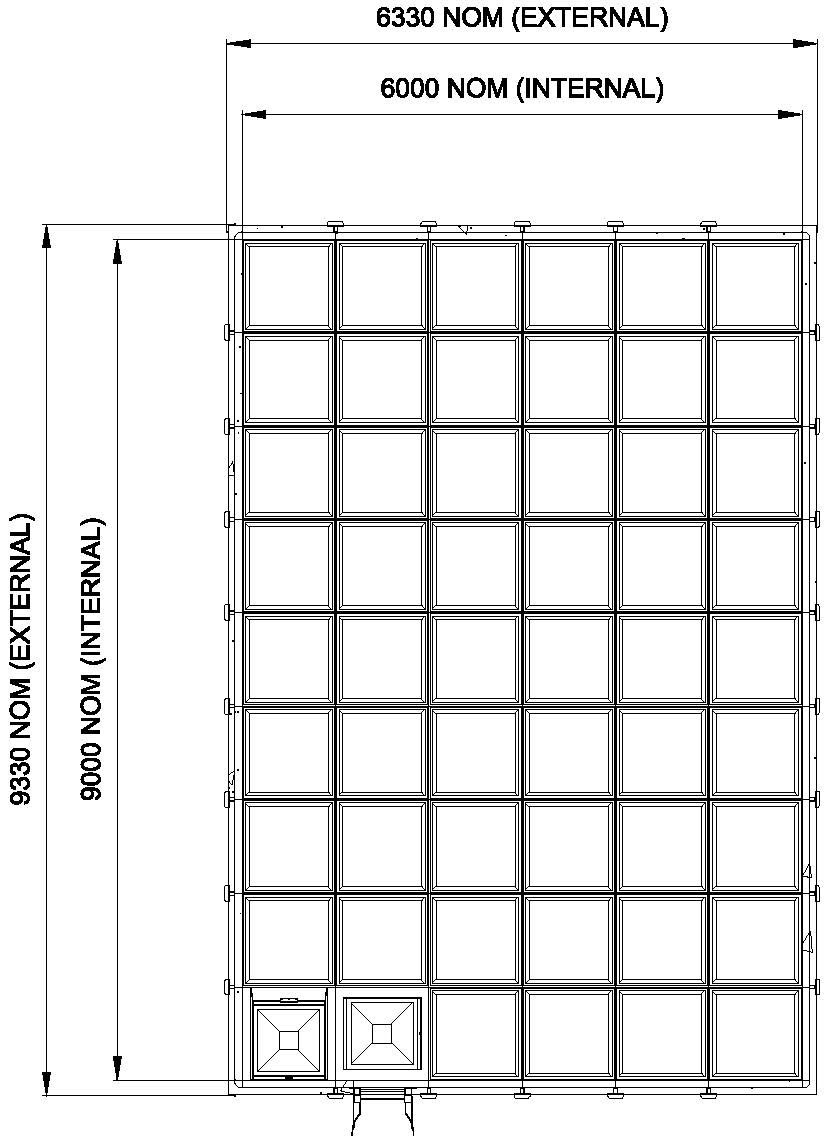 6330 NOM (EXTERNAL)
6000 NOM (INTERNAL)
9330 NOM (EXTERNAL)
9000 NOM (INTERNAL)